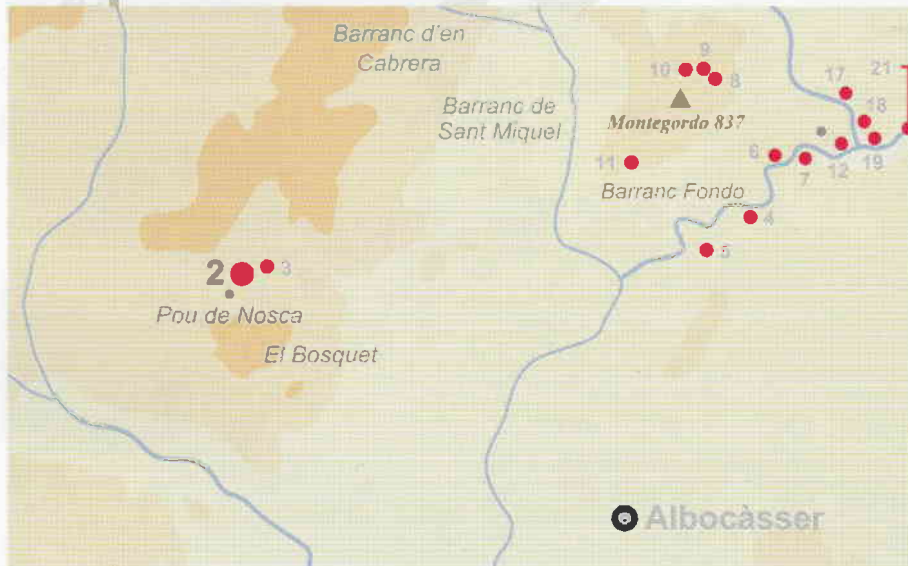 Barranc d'en
Cabrera
Barranc de
Sant Miquel
9
10
8
21
17
18
Montegordo 837
11
6
7
12
19
Barranc Fondo
4
5
2
3
Pou de Nosca
El Bosquet
Albocàsser